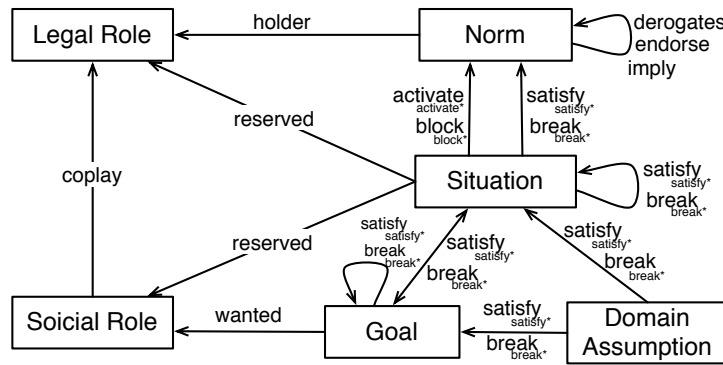 Legal Role
holder
Norm
derogates
endorse
imply
activate
activate*
block
block*
satisfy
satisfy*
break
break*
reserved
coplay
Situation
satisfy
satisfy*
break
break*
reserved
satisfy
satisfy*
break
break*
satisfy
satisfy*
break
break*
satisfy
satisfy*
break
break*
Soicial Role
wanted
Goal
satisfy
satisfy*
break
break*
Domain
Assumption